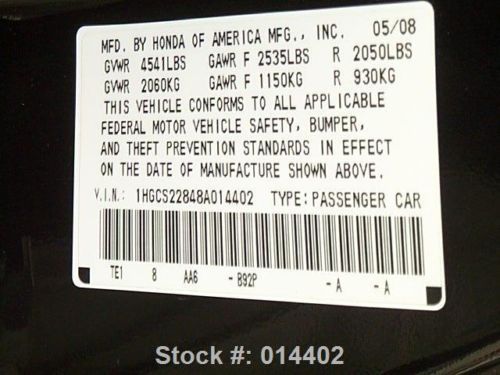 MFD. BY HONDA OF AMERICA MFG., INC. 05/08
GVWR 4541LBS GAWR F 2535LBS R 2050LBS
GVWR 2060KG GAWR F 1150KG R 930KG
THIS VEHICLE CONFORMS TO ALL APPLICABLE
FEDERAL MOTOR VEHICLE SAFETY, BUMPER,
AND THEFT PREVENTION STANDARDS IN EFFECT
ON THE DATE OF MANUFACTURE SHOWN ABOVE.
V.I.N.: 1HGCS22848A014402 TYPE: PASSENGER CAR
TE1 8 AA6 - B92P - A - A
Stock #: 014402